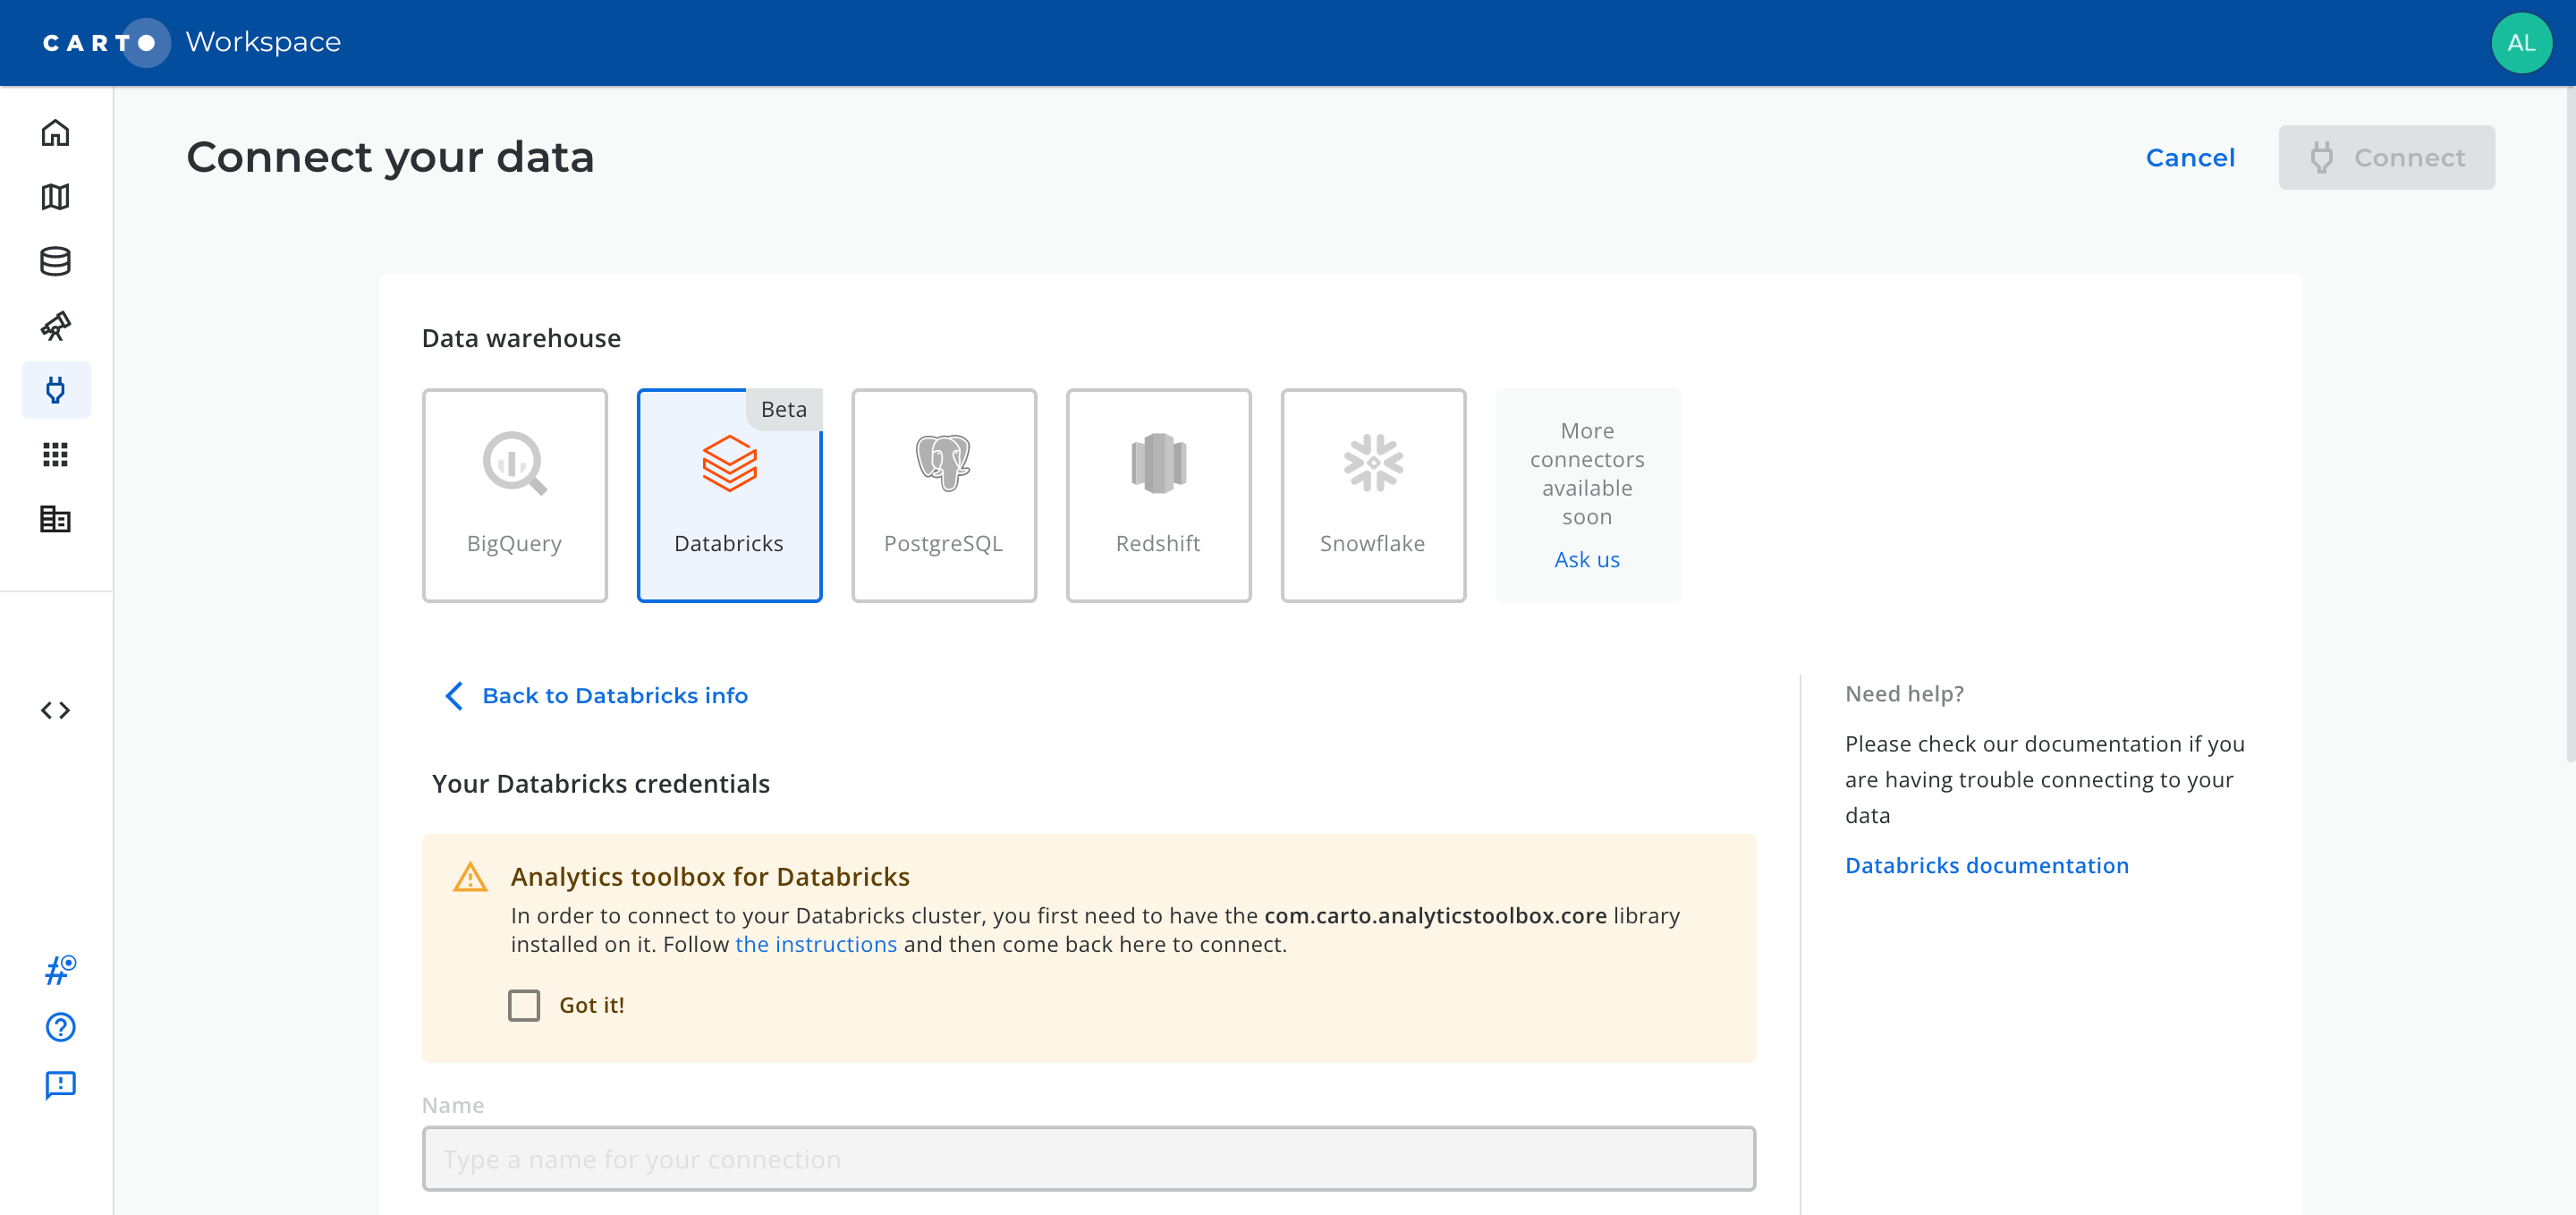 CARTO Workspace
AL
Connect your data
Cancel
Connect
Data warehouse
BigQuery
Beta
Databricks
PostgreSQL
Redshift
Snowflake
More
connectors
available
soon
Ask us
Back to Databricks info
Your Databricks credentials
Analytics toolbox for Databricks
In order to connect to your Databricks cluster, you first need to have the com.carto.analyticstoolbox.core library
installed on it. Follow the instructions and then come back here to connect.
Got it!
Name
Type a name for your connection
Need help?
Please check our documentation if you
are having trouble connecting to your
data
Databricks documentation